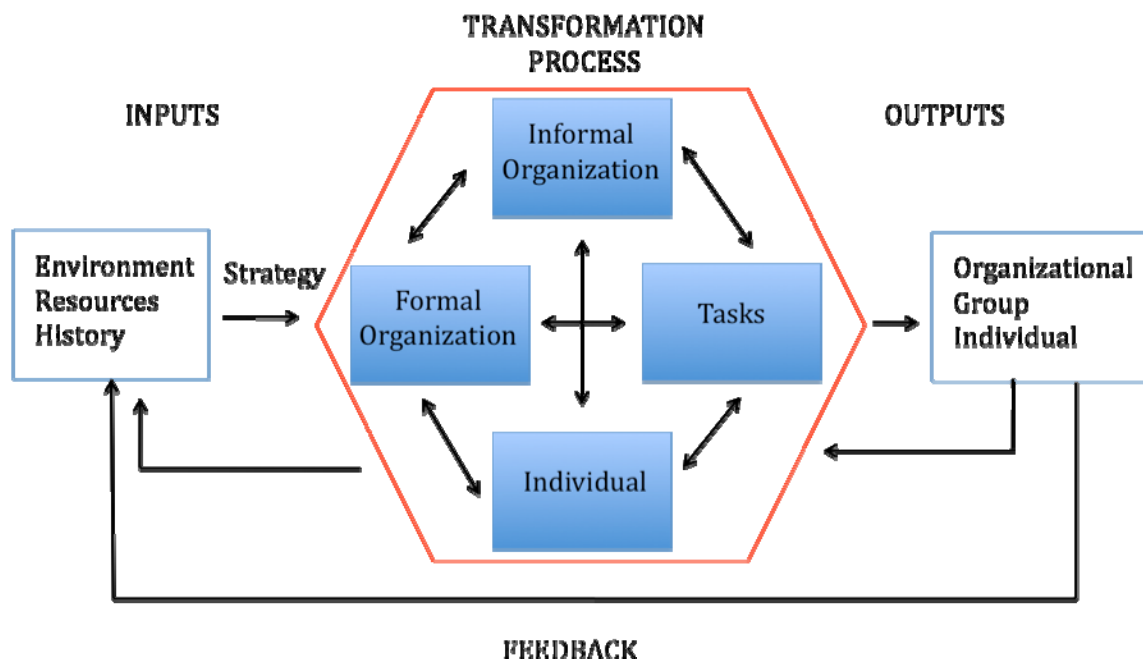 TRANSFORMATION
PROCESS
INPUTS
OUTPUTS
Informal
Organization
Environment
Resources
History
Strategy
Formal
Organization
Tasks
Organizational
Group
Individual
Individual
FEEDBACK